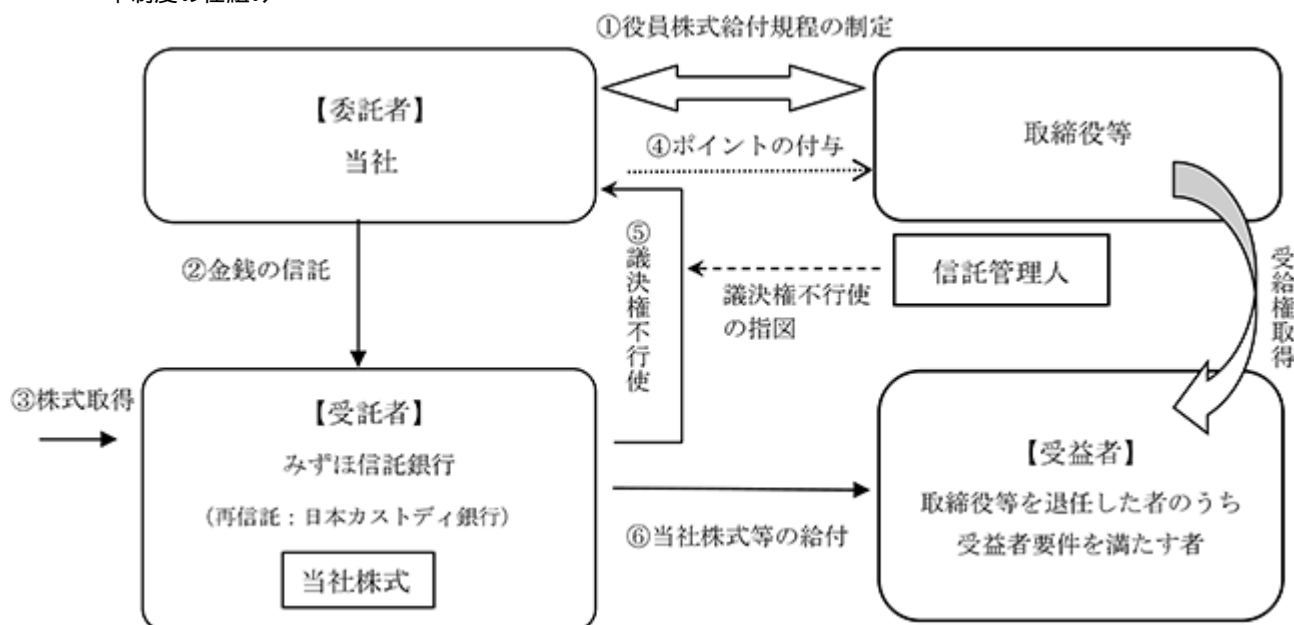 本制度の仕組み
①役員株式給付規程の制定
【委託者】
当社
取締役等
④ポイントの付与
②金銭の信託
⑤議決権不行使
議決権不行使
の指図
信託管理人
受給権取得
③株式取得
【受託者】
みずほ信託銀行
（再信託：日本カストディ銀行）
当社株式
⑥当社株式等の給付
【受益者】
取締役等を退任した者のうち
受益者要件を満たす者